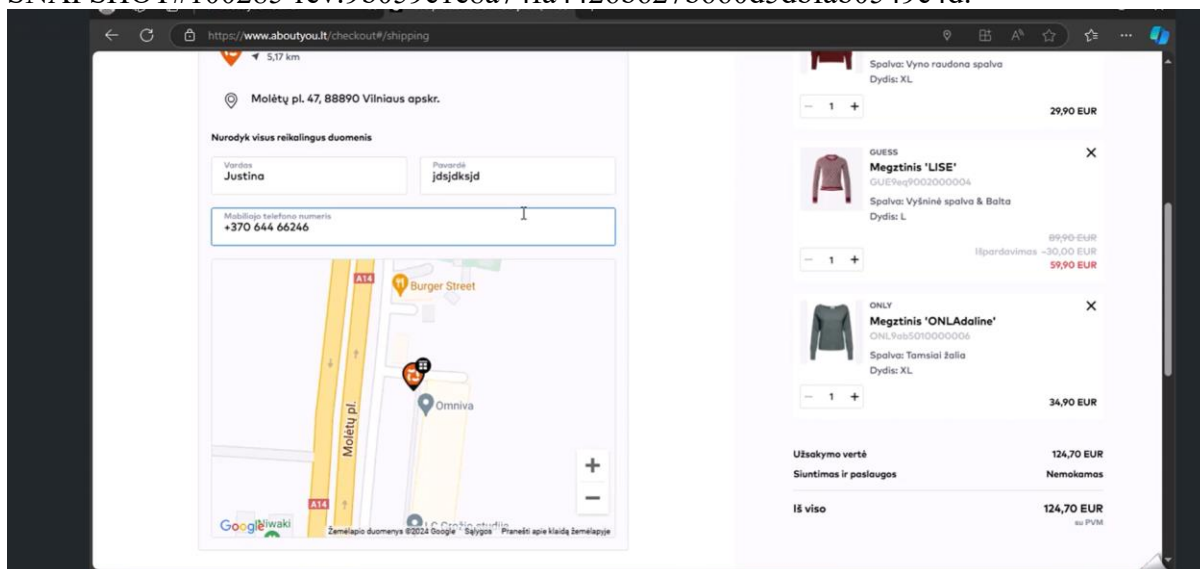 https://www.aboutyou.lt/checkout#/shipping
5,17 km
Molėtų pl. 47, 88890 Vilniaus apskr.
Nurodyk visus reikalingus duomenis
Vardas
Justina
Pavardė
jdsjdksjd
Mobiliojo telefono numeris
+370 644 66246
A14
Burger Street
Omniva
Molėtų pl.
A14
Google
Niwaki
Žemėlapio duomenys ©2024 Google
Sąlygos
Pranešti apie klaidą žemėlapyje
Spalva: Vyno raudona spalva
Dydis: XL
1
29,90 EUR
GUESS
Megztinis 'LISE'
GUE9eq9002000004
Spalva: Vyšninė spalva & Balta
Dydis: L
89,90 EUR
Išpardavimas -30,00 EUR
1
59,90 EUR
ONLY
Megztinis 'ONLAdaline'
ONL9ab5010000006
Spalva: Tamsiai žalia
Dydis: XL
1
34,90 EUR
Užsakymo vertė 124,70 EUR
Siuntimas ir paslaugos Nemokamas
Iš viso 124,70 EUR
su PVM